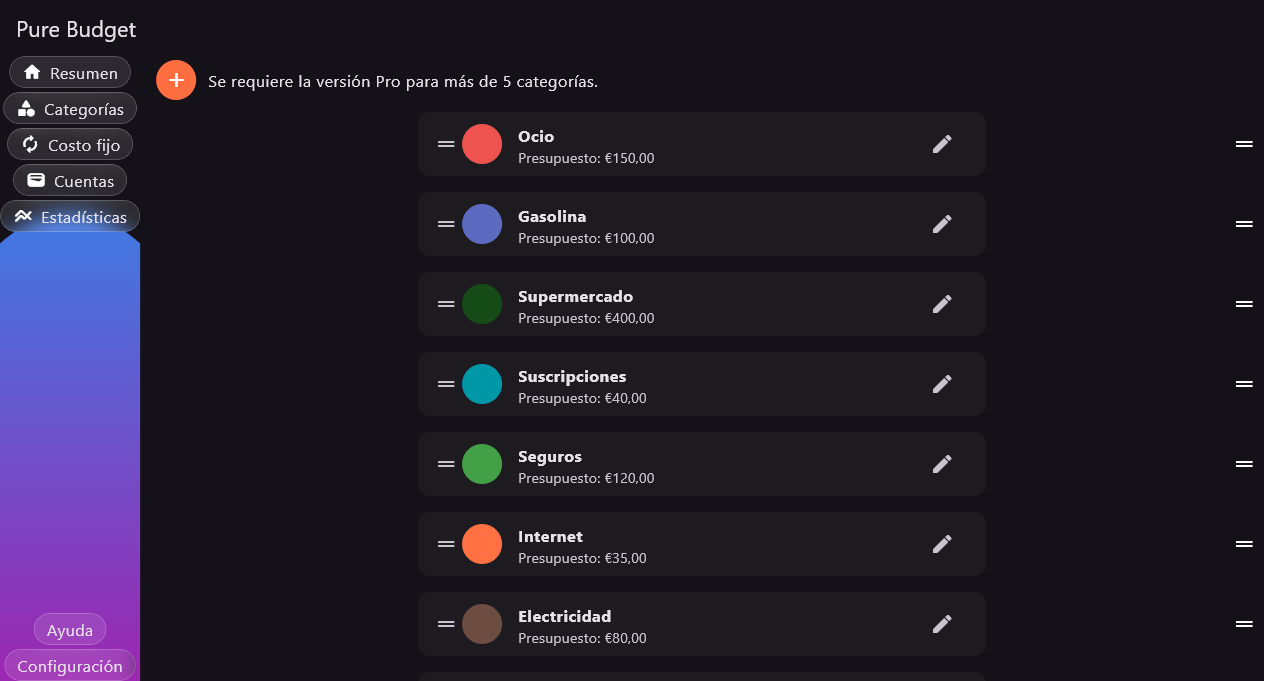 Pure Budget
Resumen
Categorías
Costo fijo
Cuentas
Estadísticas
Ayuda
Configuración
Se requiere la versión Pro para más de 5 categorías.
Ocio
Presupuesto: €150,00
Gasolina
Presupuesto: €100,00
Supermercado
Presupuesto: €400,00
Suscripciones
Presupuesto: €40,00
Seguros
Presupuesto: €120,00
Internet
Presupuesto: €35,00
Electricidad
Presupuesto: €80,00